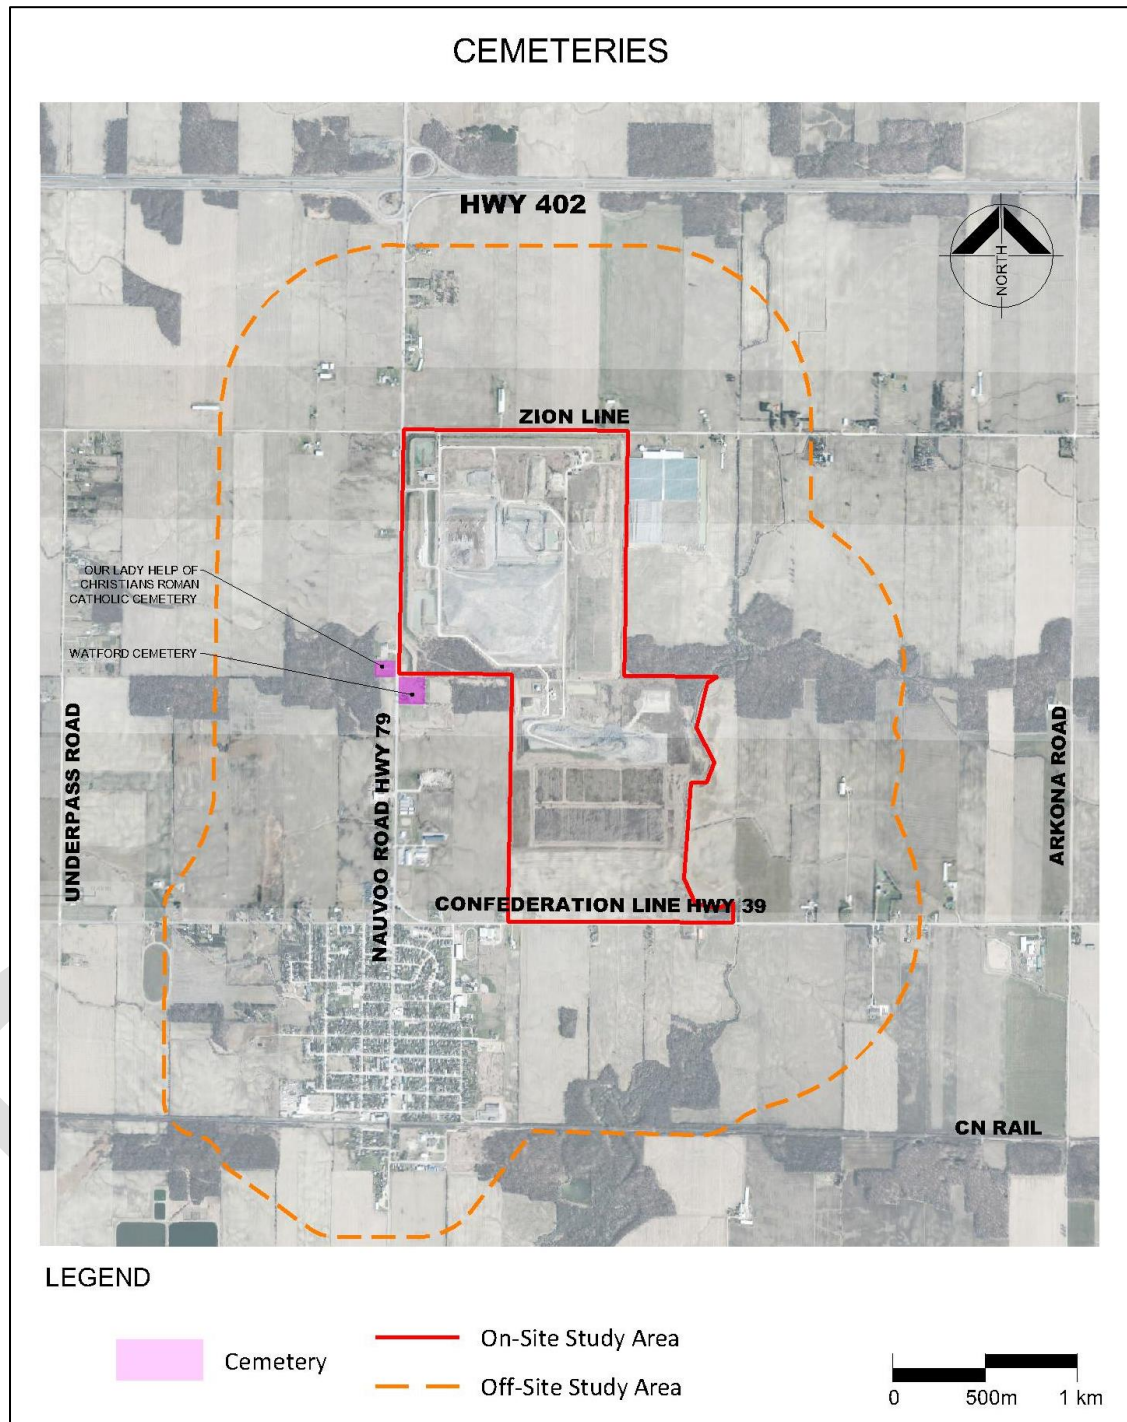 CEMETERIES
HWY 402
NORTH
ZION LINE
OUR LADY HELP OF
CHRISTIANS ROMAN
CATHOLIC CEMETERY
WATFORD CEMETERY
UNDERPASS ROAD
NAUVOO ROAD HWY 79
ARKONA ROAD
CONFEDERATION LINE HWY 39
CN RAIL
LEGEND
Cemetery
On-Site Study Area
Off-Site Study Area
0 500m 1 km